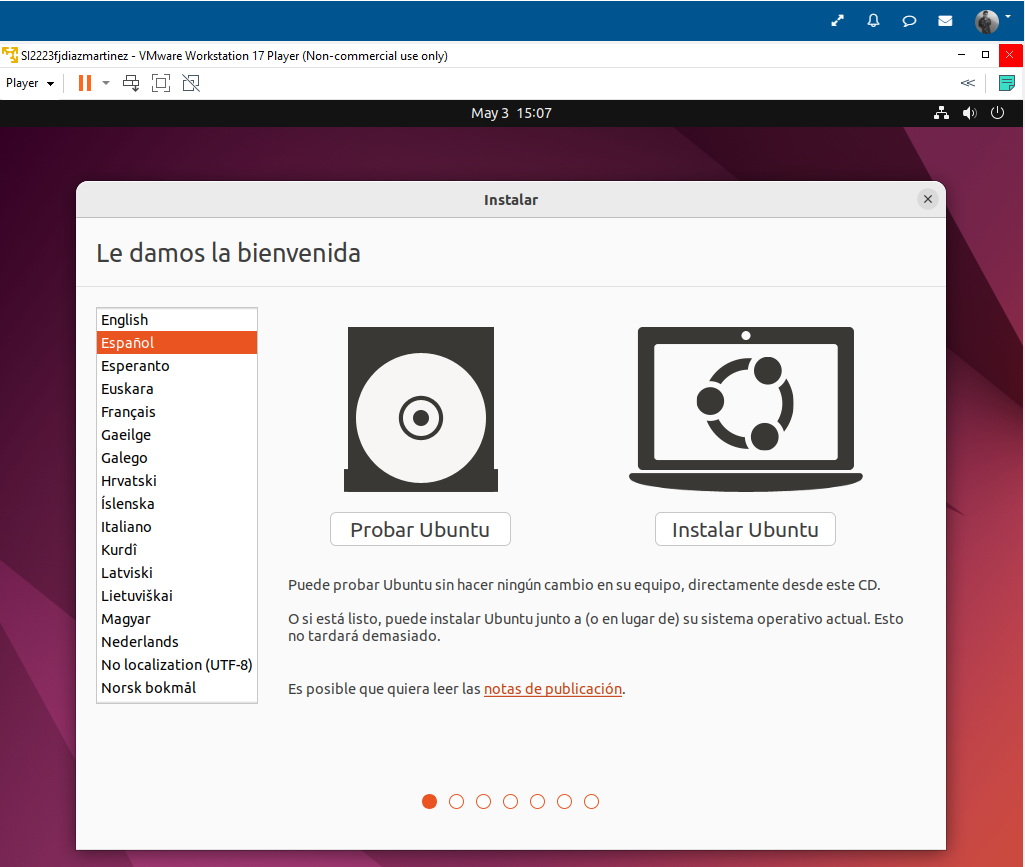 SI2223fjdiazmartinez - VMware Workstation 17 Player (Non-commercial use only)
Player
May 3 15:07
Instalar
Le damos la bienvenida
English
Español
Esperanto
Euskara
Français
Gaeilge
Galego
Hrvatski
Íslenska
Italiano
Kurdî
Latviski
Lietuviškai
Magyar
Nederlands
No localization (UTF-8)
Norsk bokmål
Probar Ubuntu
Instalar Ubuntu
Puede probar Ubuntu sin hacer ningún cambio en su equipo, directamente desde este CD.
O si está listo, puede instalar Ubuntu junto a (o en lugar de) su sistema operativo actual. Esto
no tardará demasiado.
Es posible que quiera leer las notas de publicación.